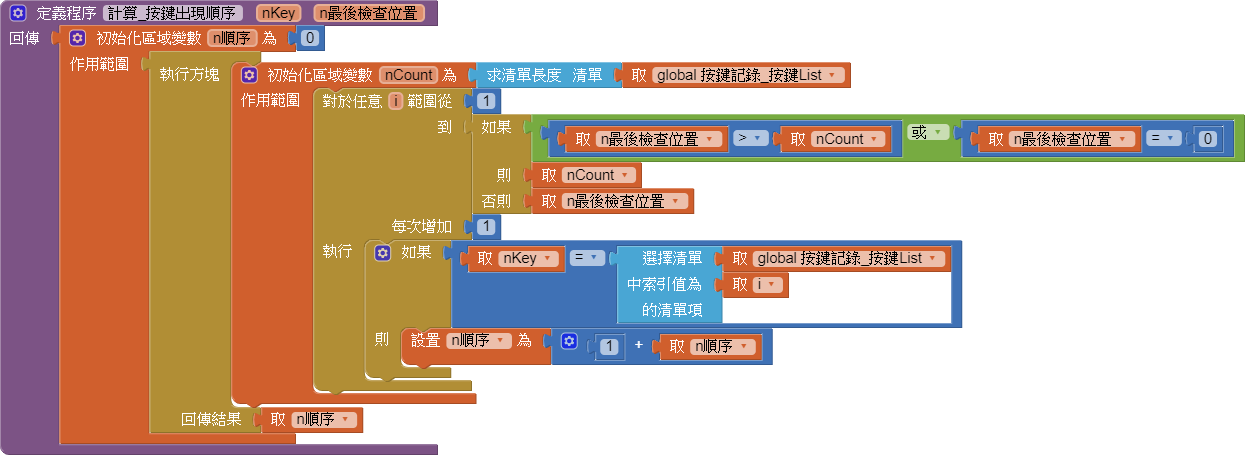 定義程序 計算_按鍵出現順序 nKey n最後檢查位置
回傳 初始化區域變數 n順序 為 0
作用範圍 執行方塊 初始化區域變數 nCount 為 求清單長度 清單 取 global 按鍵記錄_按鍵List
作用範圍 對於任意 i 範圍從 1
到 如果 取 n最後檢查位置 > 取 nCount 或 取 n最後檢查位置 = 0
則 取 nCount
否則 取 n最後檢查位置
每次增加 1
執行 如果 取 nKey = 選擇清單 取 global 按鍵記錄_按鍵List
中索引值為 取 i
的清單項
則 設置 n順序 為 1 + 取 n順序
回傳結果 取 n順序